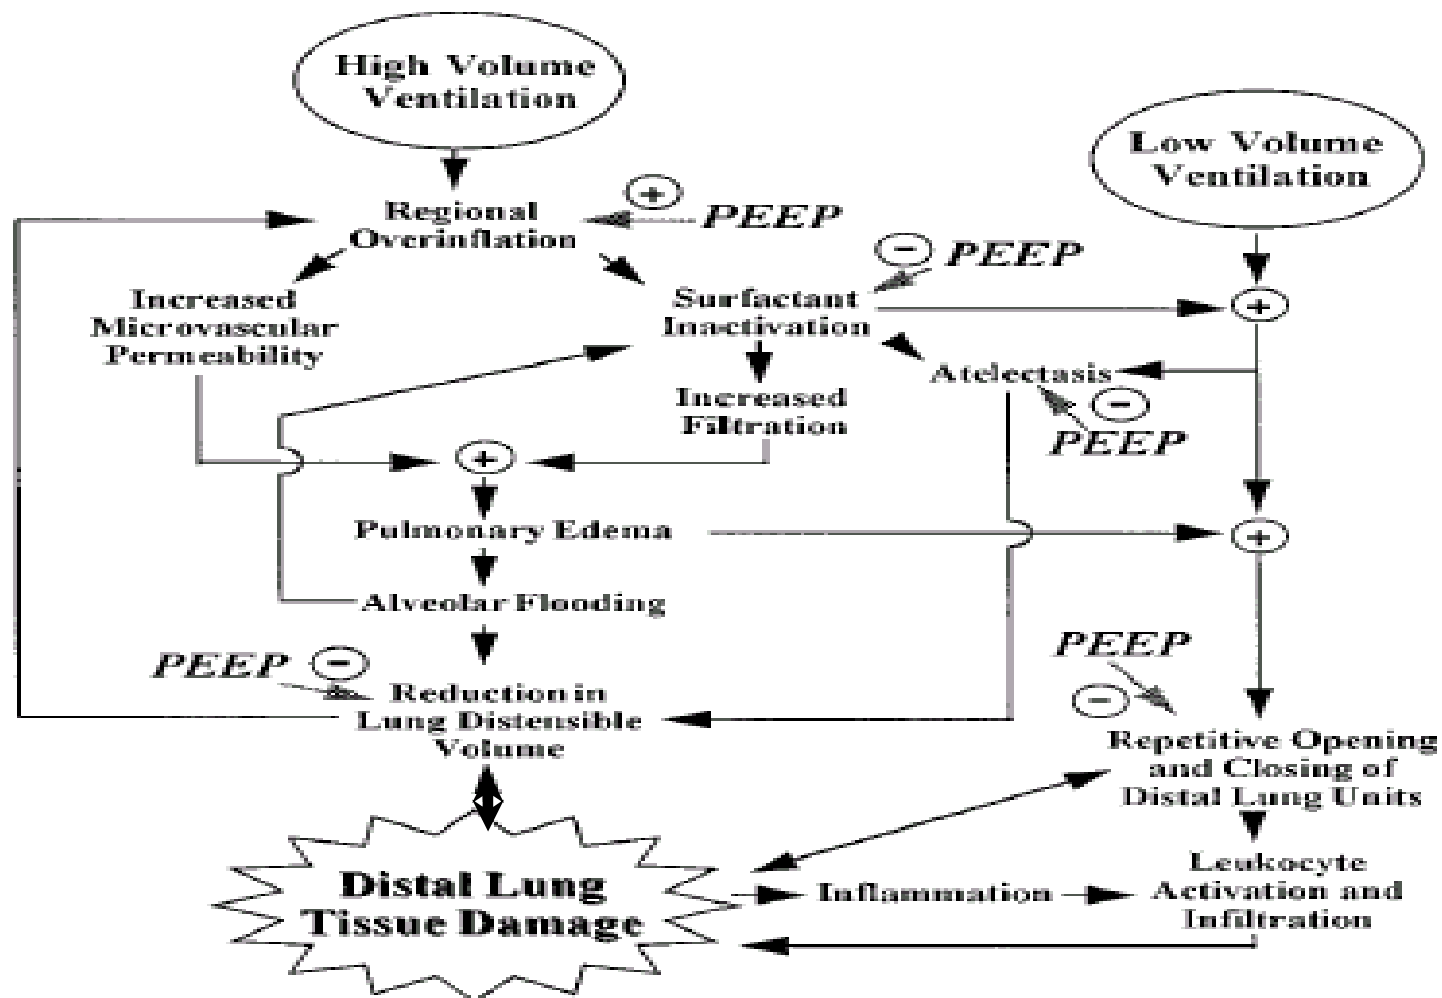 High Volume
Ventilation
Low Volume
Ventilation
+
Regional
Overinflation
PEEP
−
PEEP
Increased
Microvascular
Permeability
Surfactant
Inactivation
+
Atelectasis
−
PEEP
Increased
Filtration
+
Pulmonary Edema
+
Alveolar Flooding
PEEP
−
PEEP
−
Reduction in
Lung Distensible
Volume
Repetitive Opening
and Closing of
Distal Lung Units
Distal Lung
Tissue Damage
Inflammation
Leukocyte
Activation and
Infiltration